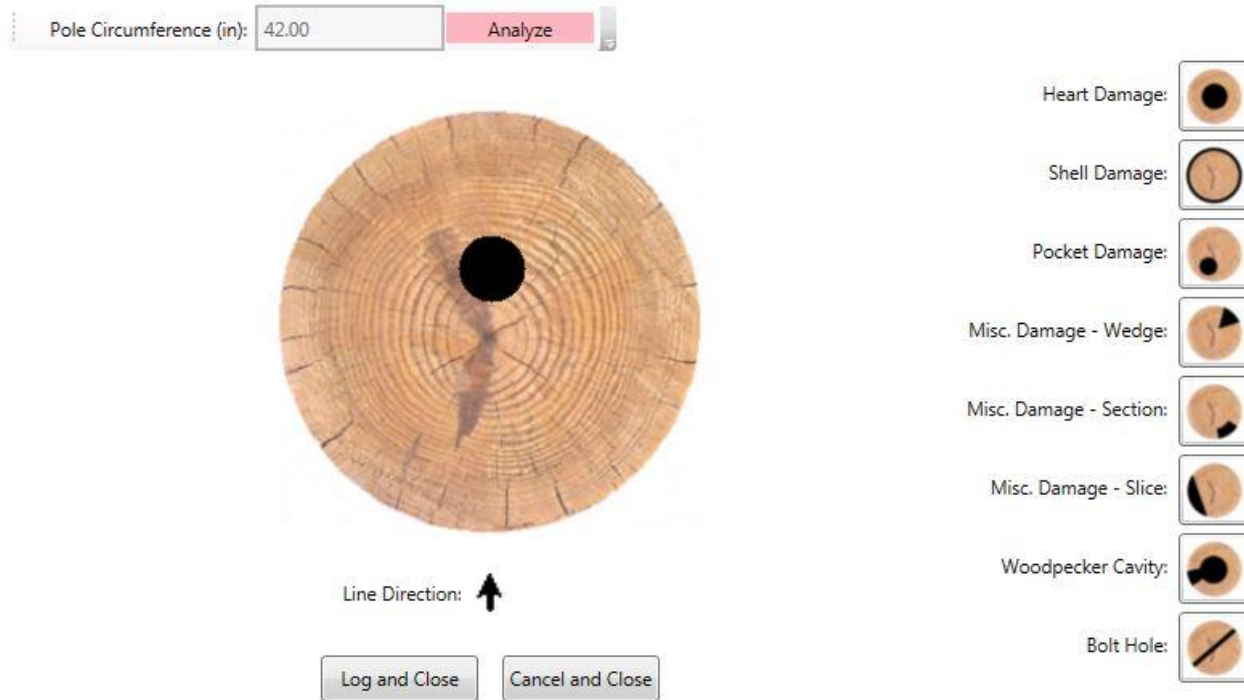 Pole Circumference (in): 42.00 Analyze
Heart Damage:
Shell Damage:
Pocket Damage:
Misc. Damage - Wedge:
Misc. Damage - Section:
Misc. Damage - Slice:
Woodpecker Cavity:
Bolt Hole:
Line Direction:
Log and Close Cancel and Close